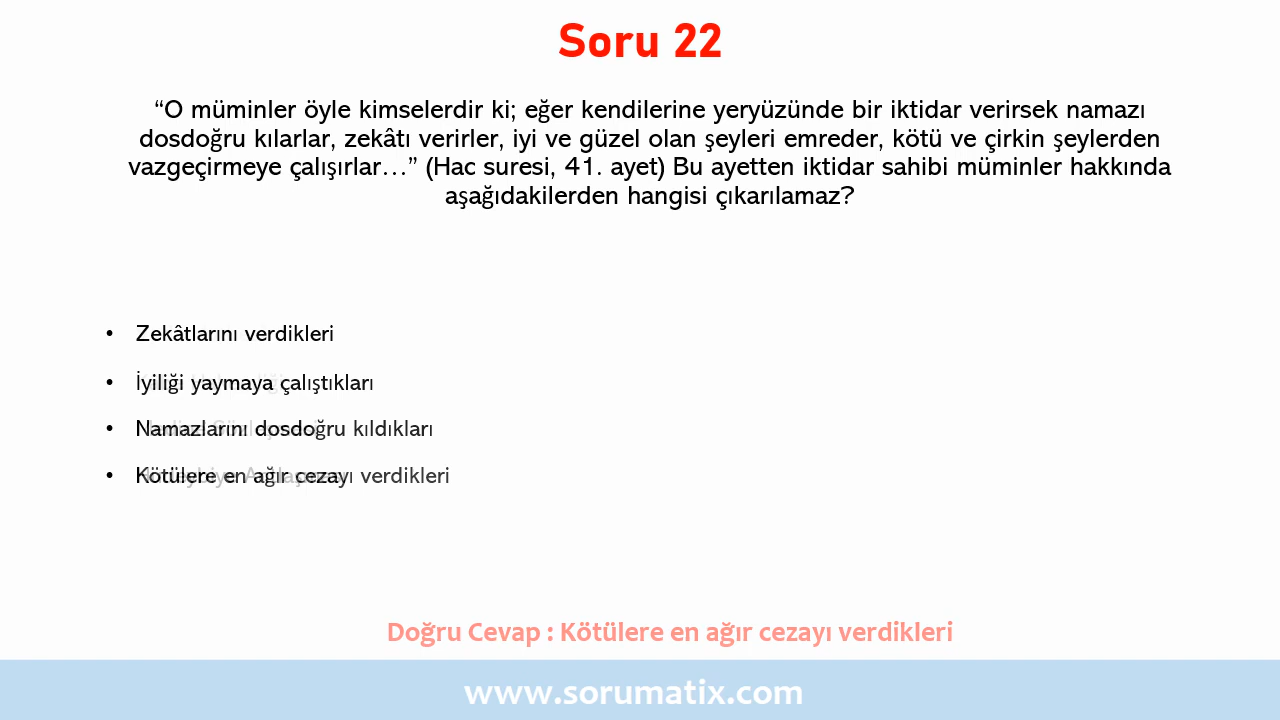 Soru 22
“O müminler öyle kimselerdir ki; eğer kendilerine yeryüzünde bir iktidar verirsek namazı
dosdoğru kılarlar, zekâtı verirler, iyi ve güzel olan şeyleri emreder, kötü ve çirkin şeylerden
vazgeçirmeye çalışırlar…” (Hac suresi, 41. ayet) Bu ayetten iktidar sahibi müminler hakkında
aşağıdakilerden hangisi çıkarılamaz?
• Zekâtlarını verdikleri
• İyiliği yaymaya çalıştıkları
• Namazlarını dosdoğru kıldıkları
• Kötülere en ağır cezayı verdikleri
Doğru Cevap : Kötülere en ağır cezayı verdikleri
www.sorumatix.com